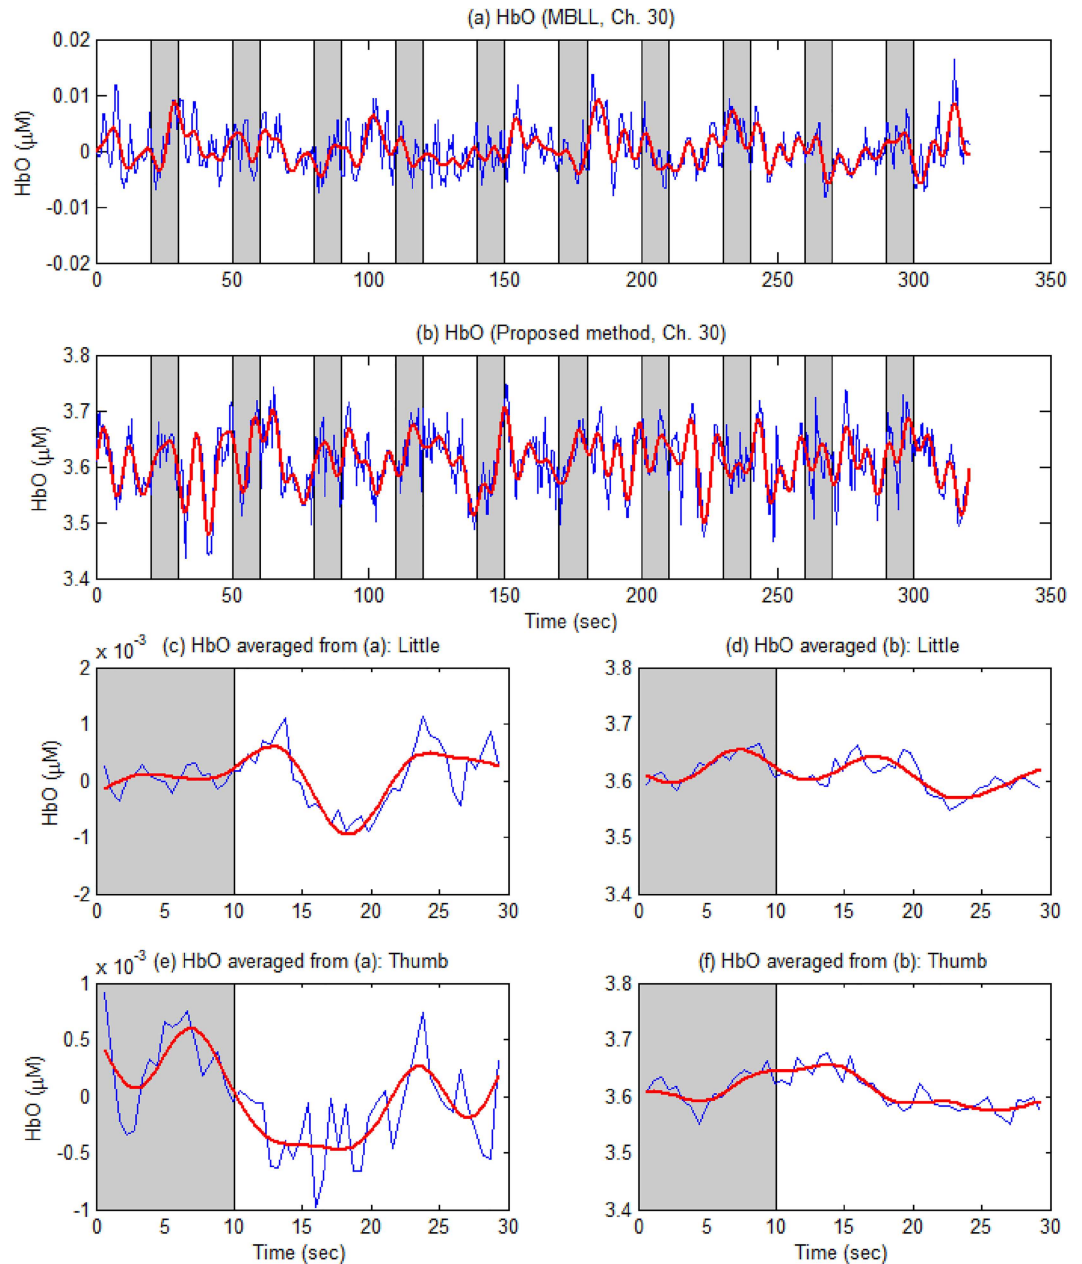 (a) HbO (MBLL, Ch. 30)
HbO (μM)
0.02
0.01
0
-0.01
-0.02
0 50 100 150 200 250 300 350
(b) HbO (Proposed method, Ch. 30)
HbO (μM)
3.8
3.7
3.6
3.5
3.4
0 50 100 150 200 250 300 350
Time (sec)
x 10⁻³
(c) HbO averaged from (a): Little
HbO (μM)
2
1
0
-1
-2
0 5 10 15 20 25 30
(d) HbO averaged (b): Little
3.8
3.7
3.6
3.5
3.4
0 5 10 15 20 25 30
x 10⁻³
(e) HbO averaged from (a): Thumb
HbO (μM)
1
0.5
0
-0.5
-1
0 5 10 15 20 25 30
Time (sec)
(f) HbO averaged from (b): Thumb
3.8
3.7
3.6
3.5
3.4
0 5 10 15 20 25 30
Time (sec)